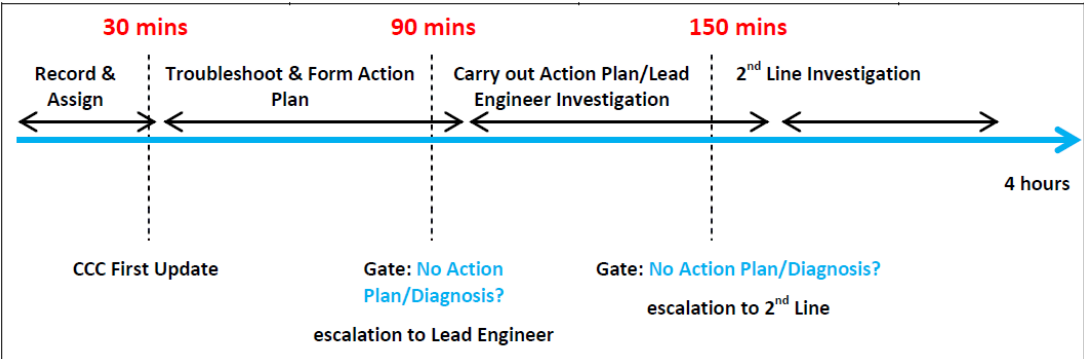 30 mins
90 mins
150 mins
Record &
Assign
Troubleshoot & Form Action
Plan
Carry out Action Plan/Lead
Engineer Investigation
2nd Line Investigation
4 hours
CCC First Update
Gate: No Action
Plan/Diagnosis?
escalation to Lead Engineer
Gate: No Action Plan/Diagnosis?
escalation to 2nd Line